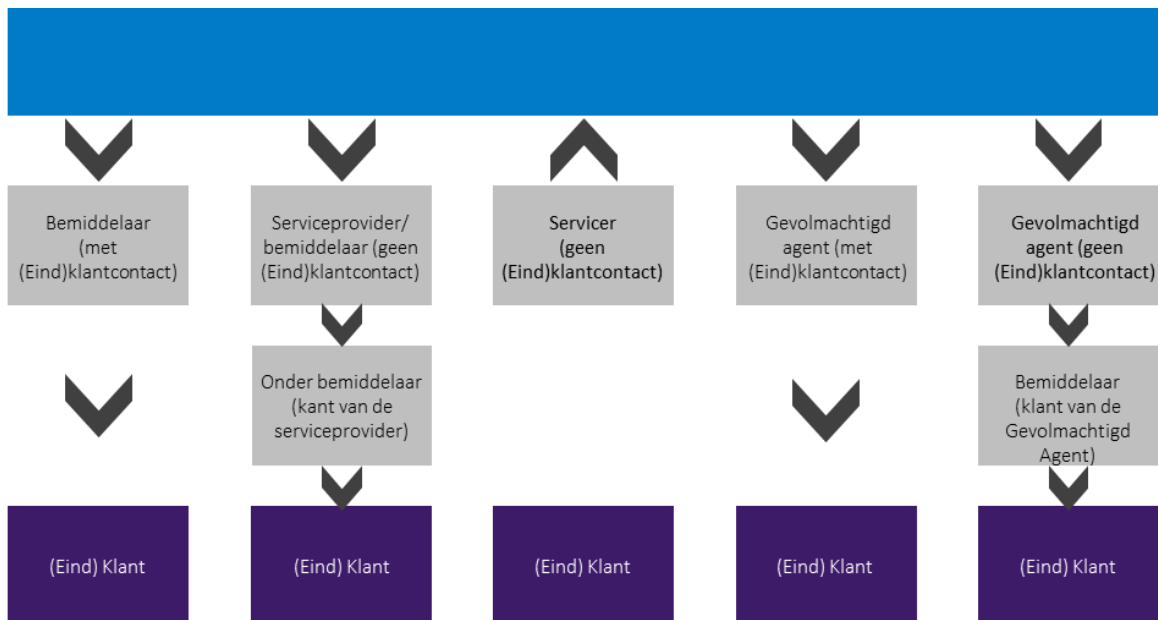 Bemiddelaar
(met
(Eind)klantcontact)
Serviceprovider/
bemiddelaar (geen
(Eind)klantcontact)
Servicer
(geen
(Eind)klantcontact)
Gevolmachtigd
agent (met
(Eind)klantcontact)
Gevolmachtigd
agent (geen
(Eind)klantcontact)
Onder bemiddelaar
(kant van de
serviceprovider)
Bemiddelaar
(klant van de
Gevolmachtigd
Agent)
(Eind) Klant
(Eind) Klant
(Eind) Klant
(Eind) Klant
(Eind) Klant